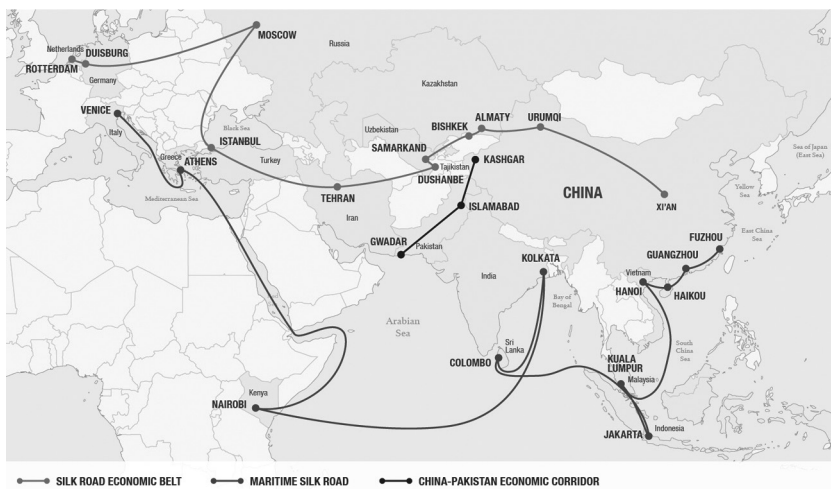 MOSCOW
Russia
Netherlands
DUISBURG
ROTTERDAM
Germany
Kazakhstan
VENICE
Italy
Black Sea
ISTANBUL
Greece
ATHENS
Turkey
Mediterranean Sea
Uzbekistan
BISHKEK
ALMATY
URUMQI
SAMARKAND
Tajikistan
DUSHANBE
KASHGAR
TEHRAN
Iran
ISLAMABAD
CHINA
XI'AN
Sea of Japan
(East Sea)
Yellow
Sea
East China
Sea
GWADAR
Pakistan
FUZHOU
GUANGZHOU
KOLKATA
India
Vietnam
HANOI
HAIKOU
Bay of
Bengal
Arabian
Sea
South
China
Sea
Sri
Lanka
COLOMBO
KUALA
LUMPUR
Malaysia
Kenya
NAIROBI
JAKARTA
Indonesia
SILK ROAD ECONOMIC BELT
MARITIME SILK ROAD
CHINA-PAKISTAN ECONOMIC CORRIDOR